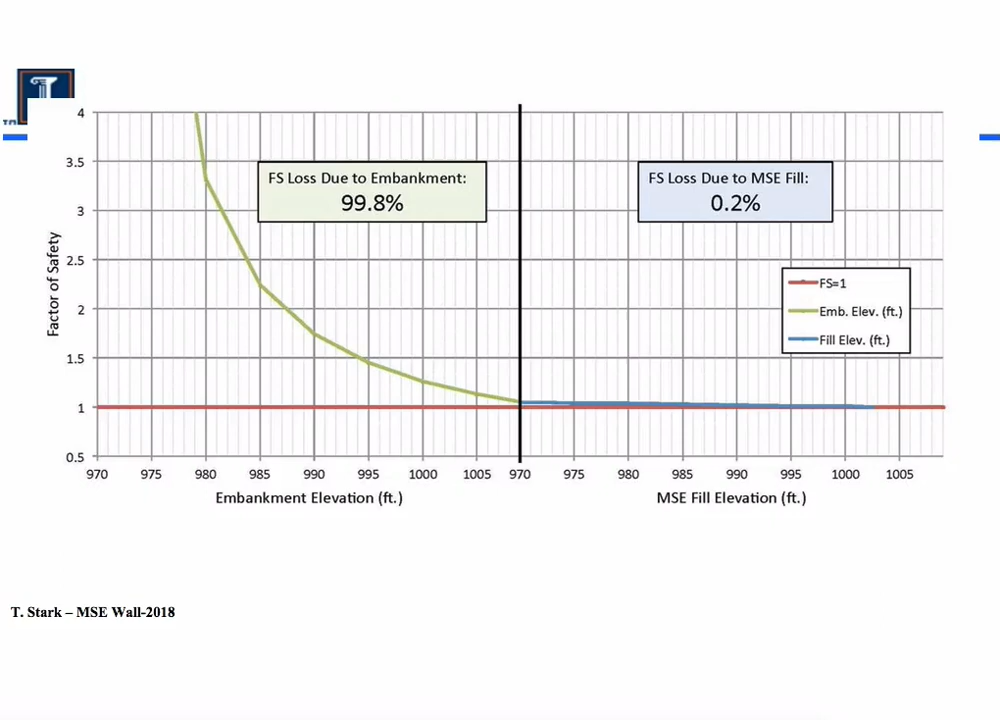 4
3.5
3
2.5
2
1.5
1
0.5
Factor of Safety
FS Loss Due to Embankment:
99.8%
FS Loss Due to MSE Fill:
0.2%
FS=1
Emb. Elev. (ft.)
Fill Elev. (ft.)
970 975 980 985 990 995 1000 1005 970 975 980 985 990 995 1000 1005
Embankment Elevation (ft.) MSE Fill Elevation (ft.)
T. Stark – MSE Wall-2018